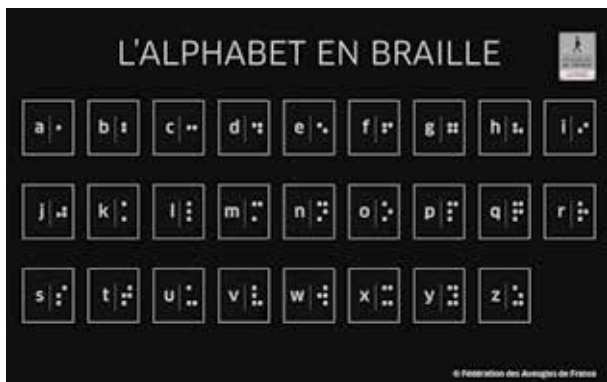 L'ALPHABET EN BRAILLE
a ⠁ b ⠃ c ⠉ d ⠙ e ⠑ f ⠋ g ⠛ h ⠓ i ⠊
j ⠚ k ⠅ l ⠇ m ⠍ n ⠝ o ⠕ p ⠏ q ⠟ r ⠗
s ⠎ t ⠞ u ⠥ v ⠧ w ⠺ x ⠭ y ⠽ z ⠵
© Fédération des Aveugles de France